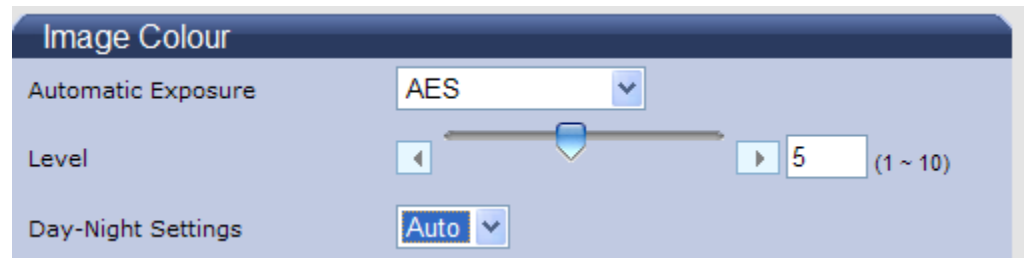 Image Colour
Automatic Exposure AES
Level 5 (1 ~ 10)
Day-Night Settings Auto